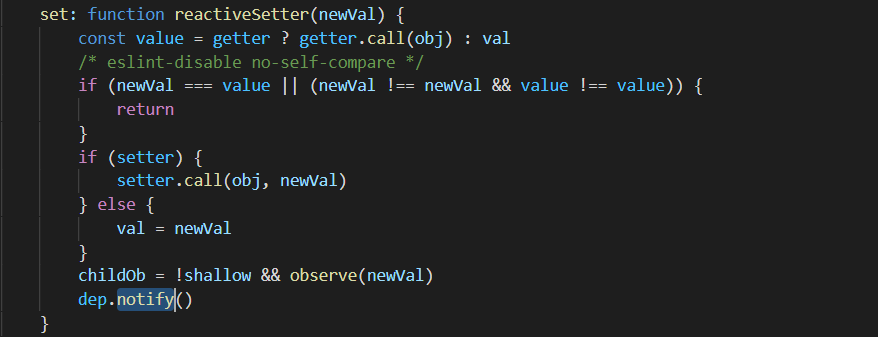 set: function reactiveSetter(newVal) {
const value = getter ? getter.call(obj) : val
/* eslint-disable no-self-compare */
if (newVal === value || (newVal !== newVal && value !== value)) {
return
}
if (setter) {
setter.call(obj, newVal)
} else {
val = newVal
}
childOb = !shallow && observe(newVal)
dep.notify()
}